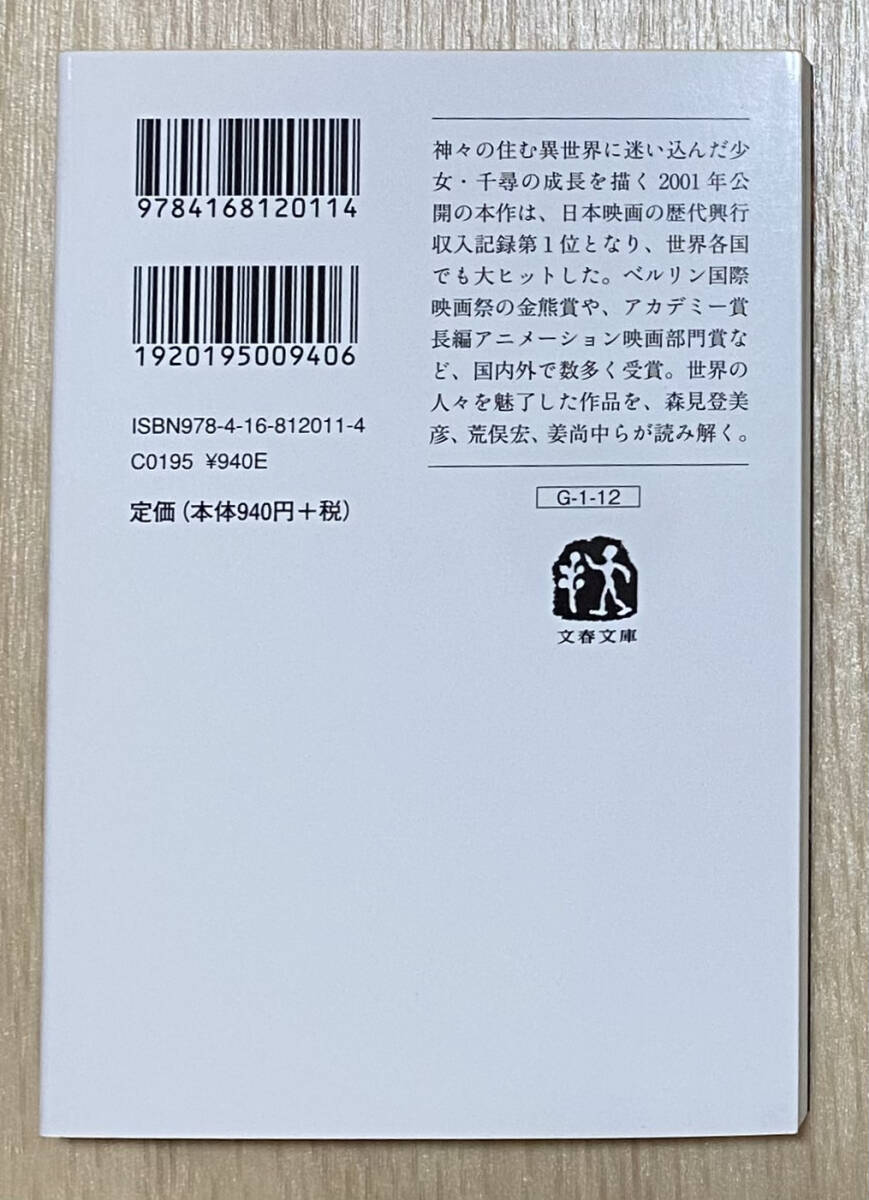 9784168120114
1920195009406
ISBN978-4-16-812011-4
C0195 ¥940E
定価(本体940円+税)
神々の住む異世界に迷い込んだ少
女・千尋の成長を描く2001年公
開の本作は、日本映画の歴代興行
収入記録第1位となり、世界各国
でも大ヒットした。ベルリン国際
映画祭の金熊賞や、アカデミー賞
長編アニメーション映画部門賞な
ど、国内外で数多く受賞。世界の
人々を魅了した作品を、森見登美
彦、荒俣宏、姜尚中らが読み解く。
G-1-12
文春文庫